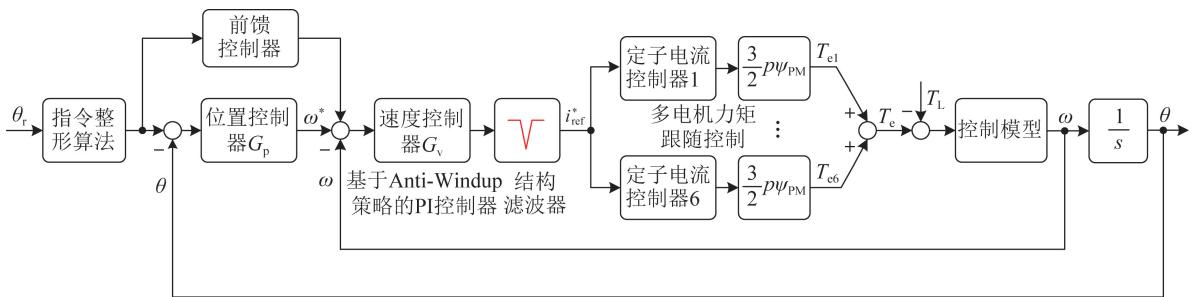 前馈
控制器
θr
指令整
形算法
−
θ
位置控制
器Gp
ω*
−
ω
速度控制
器Gv
基于Anti-Windup
策略的PI控制器
结构
滤波器
i*ref
定子电流
控制器1
3/2 pψPM
Te1
多电机力矩
跟随控制
⋮
定子电流
控制器6
3/2 pψPM
Te6
+
+
Te
−
TL
控制模型
ω
1/s
θ